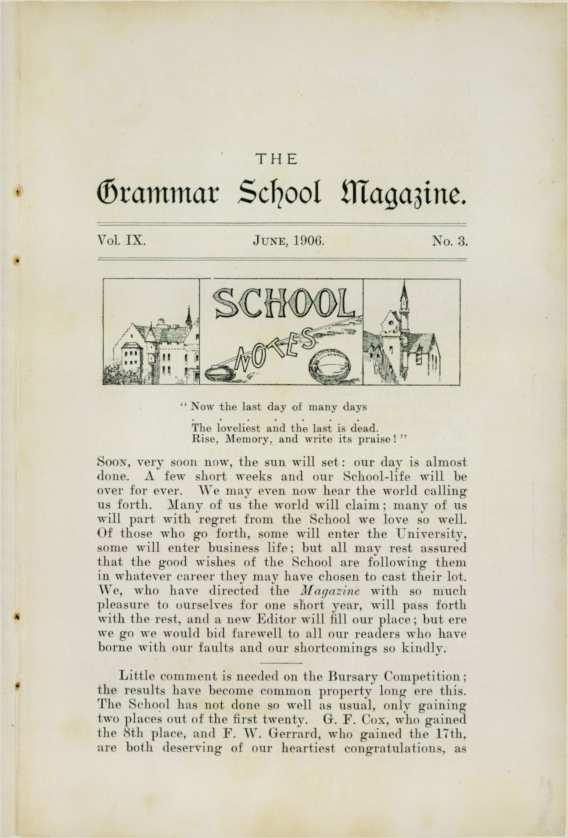 THE
Grammar School Magazine.
Vol. IX. JUNE, 1906. No. 3.
SCHOOL
NOTES
“ Now the last day of many days
. . . . . . .
The loveliest and the last is dead.
Rise, Memory, and write its praise! ”
SOON, very soon now, the sun will set: our day is almost
done. A few short weeks and our School-life will be
over for ever. We may even now hear the world calling
us forth. Many of us the world will claim; many of us
will part with regret from the School we love so well.
Of those who go forth, some will enter the University,
some will enter business life; but all may rest assured
that the good wishes of the School are following them
in whatever career they may have chosen to cast their lot.
We, who have directed the Magazine with so much
pleasure to ourselves for one short year, will pass forth
with the rest, and a new Editor will fill our place; but ere
we go we would bid farewell to all our readers who have
borne with our faults and our shortcomings so kindly.
Little comment is needed on the Bursary Competition;
the results have become common property long ere this.
The School has not done so well as usual, only gaining
two places out of the first twenty. G. F. Cox, who gained
the 8th place, and F. W. Gerrard, who gained the 17th,
are both deserving of our heartiest congratulations, as